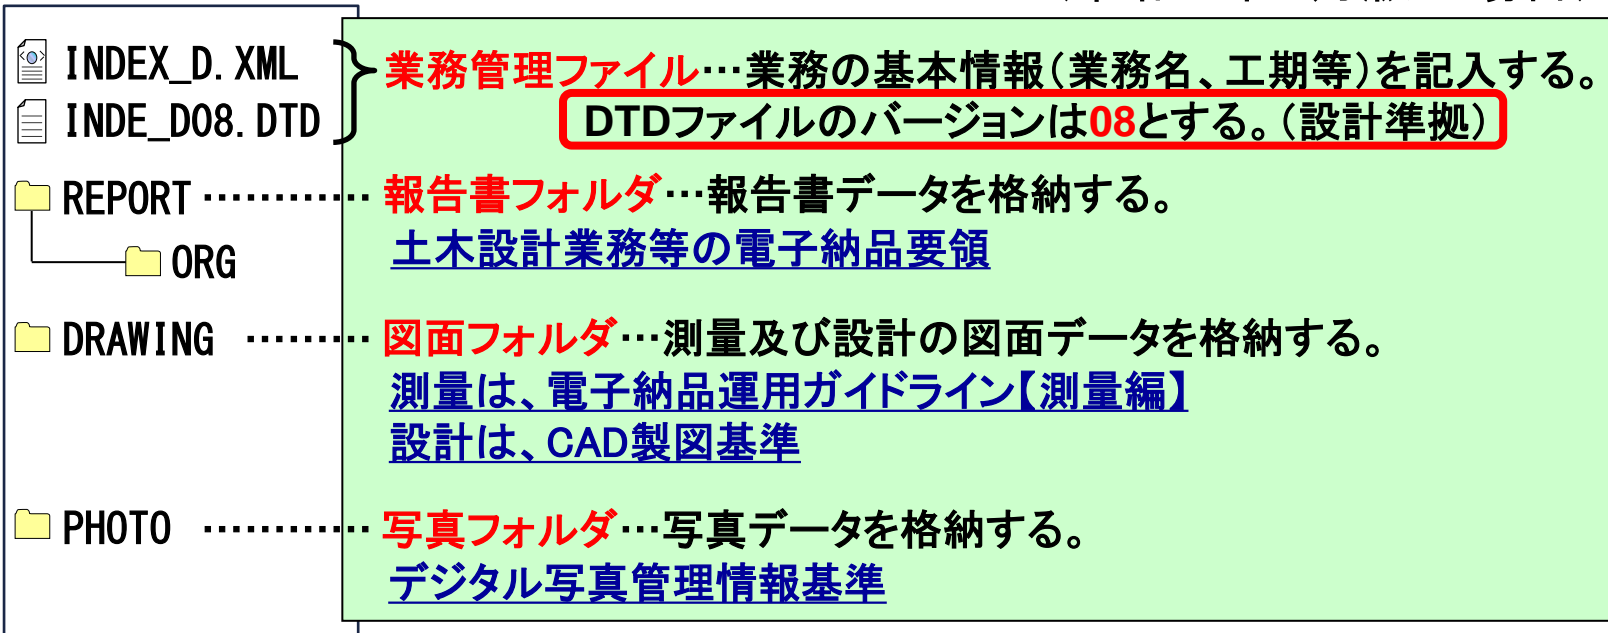 INDEX_D.XML
業務管理ファイル…業務の基本情報(業務名、工期等)を記入する。
INDE_D08.DTD
DTDファイルのバージョンは08とする。(設計準拠)
REPORT ………… 報告書フォルダ…報告書データを格納する。
土木設計業務等の電子納品要領
ORG
DRAWING ……… 図面フォルダ…測量及び設計の図面データを格納する。
測量は、電子納品運用ガイドライン【測量編】
設計は、CAD製図基準
PHOTO ………… 写真フォルダ…写真データを格納する。
デジタル写真管理情報基準